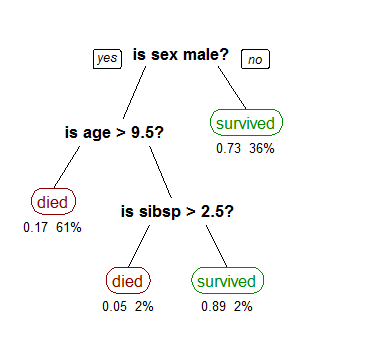 yes is sex male? no
is age > 9.5?
survived
0.73 36%
died
0.17 61%
is sibsp > 2.5?
died survived
0.05 2% 0.89 2%